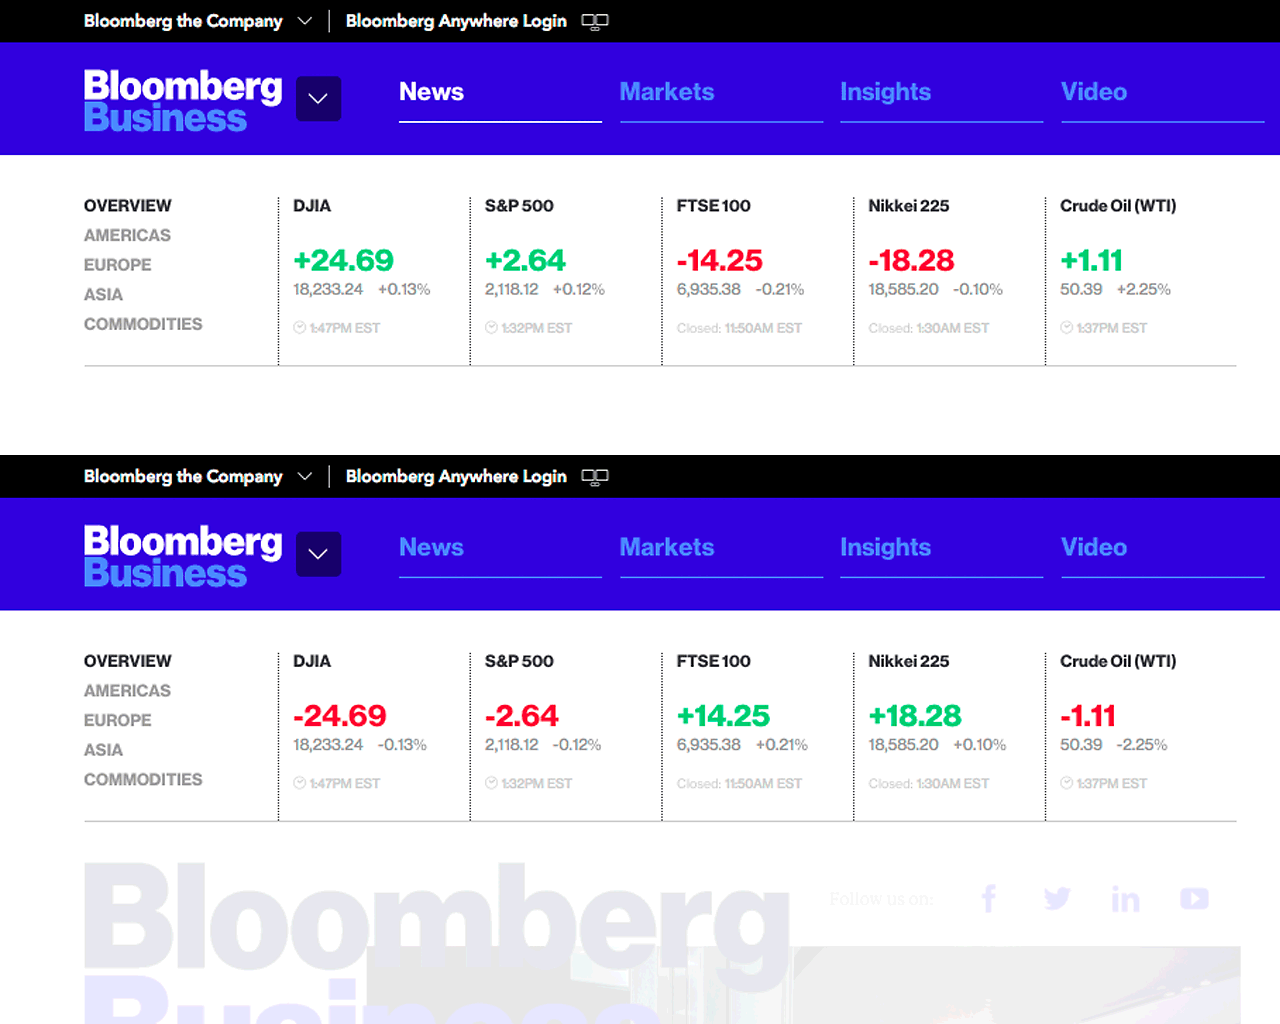 Bloomberg the Company Bloomberg Anywhere Login
Bloomberg
Business
News Markets Insights Video
OVERVIEW
AMERICAS
EUROPE
ASIA
COMMODITIES
DJIA
+24.69
18,233.24 +0.13%
1:47PM EST
S&P 500
+2.64
2,118.12 +0.12%
1:32PM EST
FTSE 100
-14.25
6,935.38 -0.21%
Closed: 11:50AM EST
Nikkei 225
-18.28
18,585.20 -0.10%
Closed: 1:30AM EST
Crude Oil (WTI)
+1.11
50.39 +2.25%
1:37PM EST
Bloomberg the Company Bloomberg Anywhere Login
Bloomberg
Business
News Markets Insights Video
OVERVIEW
AMERICAS
EUROPE
ASIA
COMMODITIES
DJIA
-24.69
18,233.24 -0.13%
1:47PM EST
S&P 500
-2.64
2,118.12 -0.12%
1:32PM EST
FTSE 100
+14.25
6,935.38 +0.21%
Closed: 11:50AM EST
Nikkei 225
+18.28
18,585.20 +0.10%
Closed: 1:30AM EST
Crude Oil (WTI)
-1.11
50.39 -2.25%
1:37PM EST
Bloomberg
Business
Follow us on: